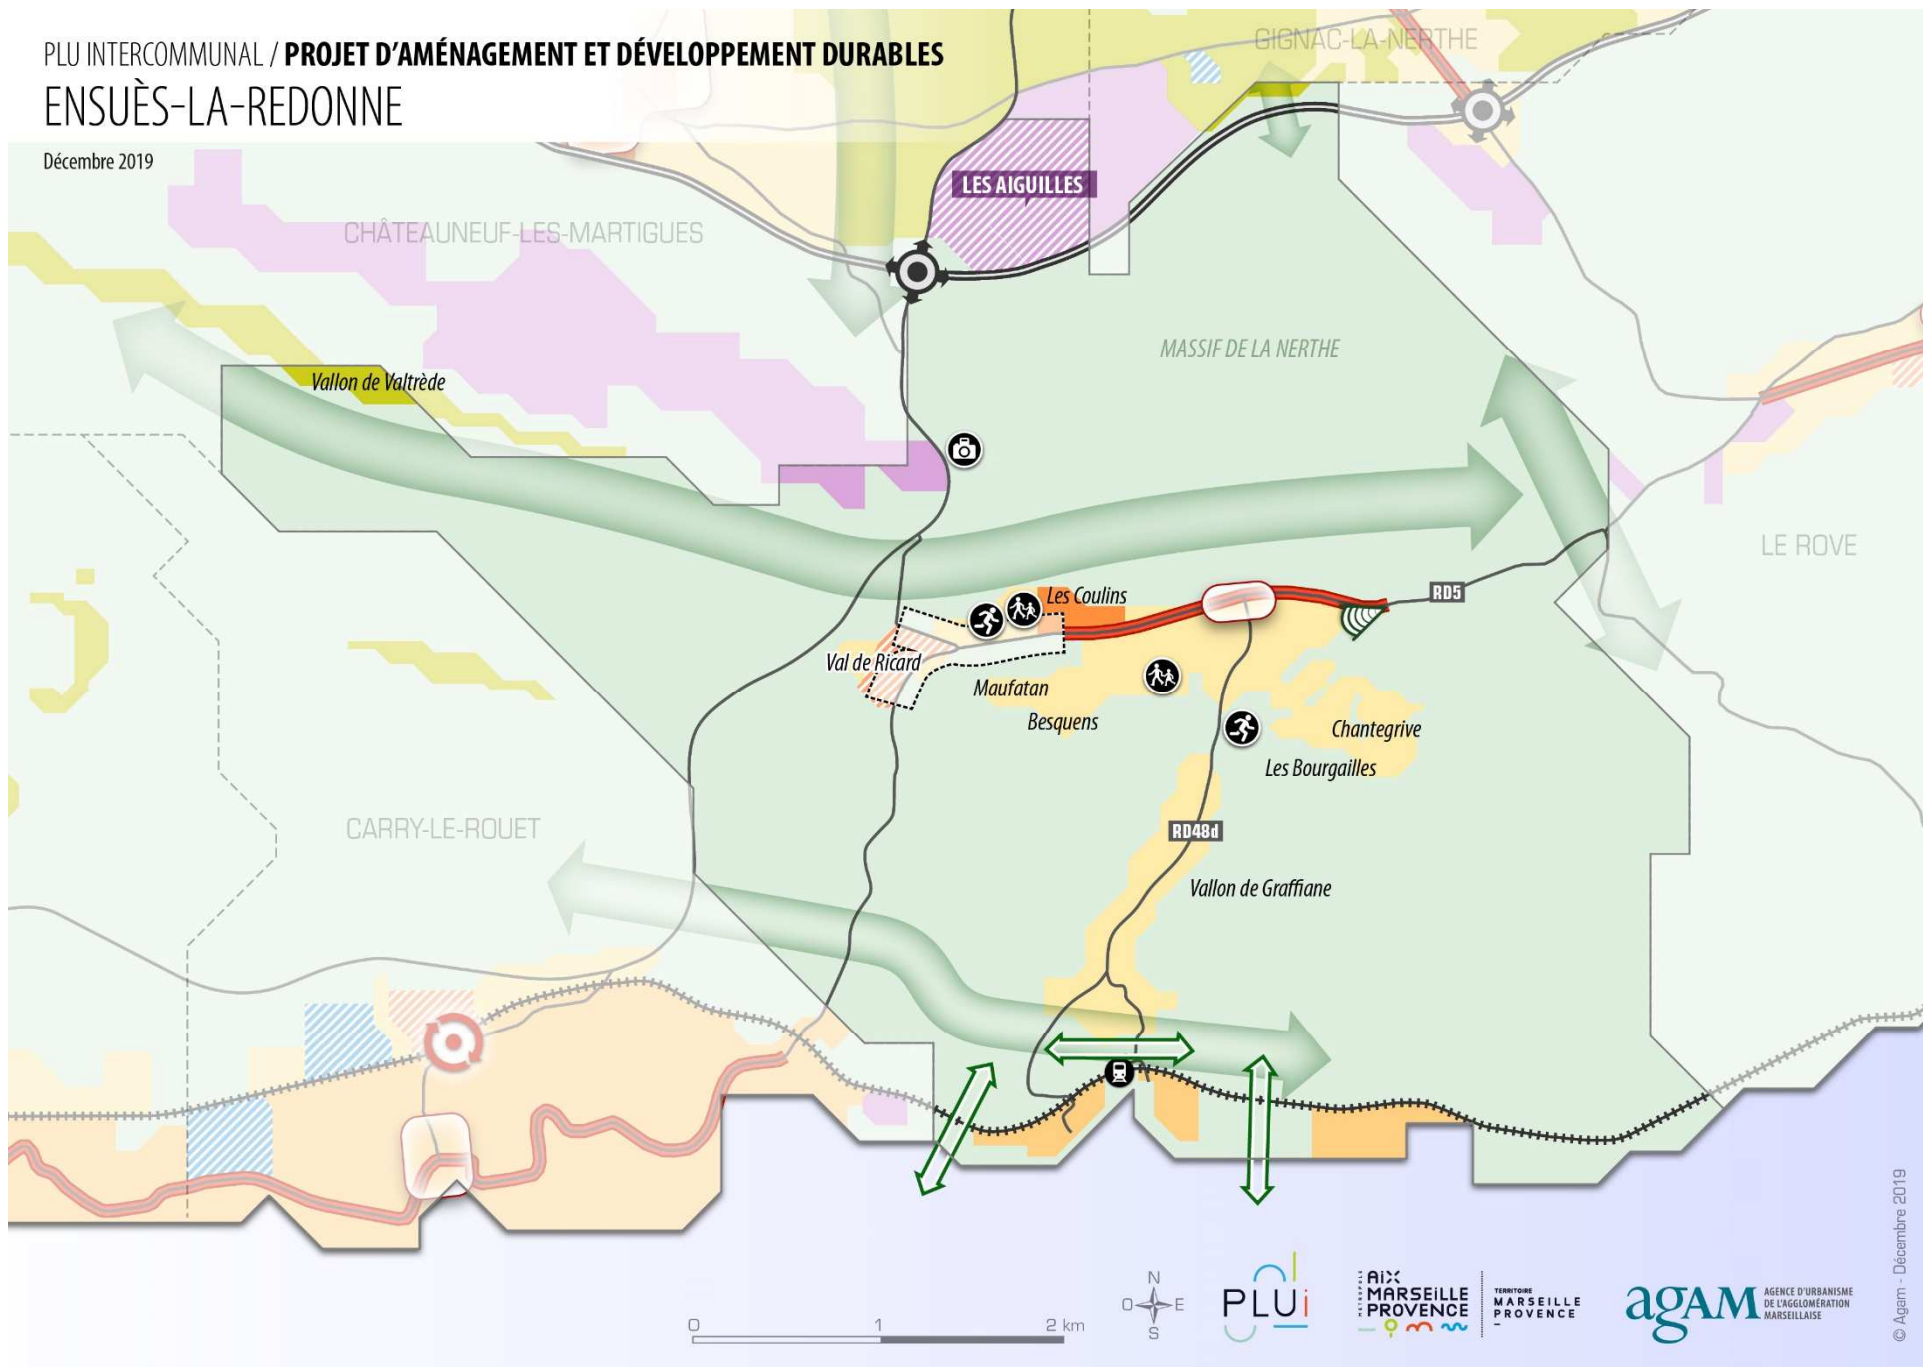 PLU INTERCOMMUNAL / PROJET D'AMÉNAGEMENT ET DÉVELOPPEMENT DURABLES
ENSUÈS-LA-REDONNE
Décembre 2019
GIGNAC-LA-NERTHE
LES AIGUILLES
CHÂTEAUNEUF-LES-MARTIGUES
MASSIF DE LA NERTHE
Vallon de Valtrède
LE ROVE
RD5
Les Coulins
Val de Ricard
Maufatan
Besquens
Chantegrive
Les Bourgailles
CARRY-LE-ROUET
RD48d
Vallon de Graffiane
N
O E
S
0 1 2 km
PLUi
MÉTROPOLE
AIX
MARSEILLE
PROVENCE
TERRITOIRE
MARSEILLE
PROVENCE
agAM
AGENCE D'URBANISME
DE L'AGGLOMÉRATION
MARSEILLAISE
© Agam - Décembre 2019